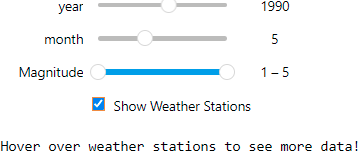 year 1990
month 5
Magnitude 1 – 5
Show Weather Stations
Hover over weather stations to see more data!